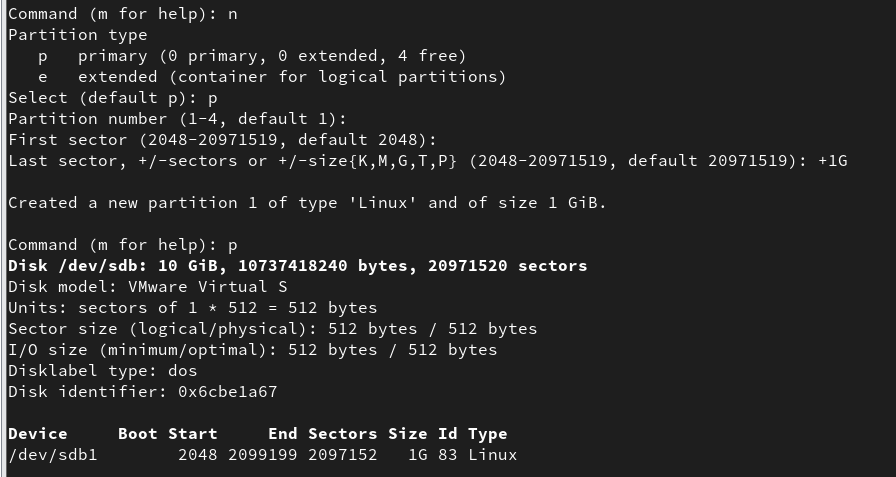 Command (m for help): n
Partition type
   p   primary (0 primary, 0 extended, 4 free)
   e   extended (container for logical partitions)
Select (default p): p
Partition number (1-4, default 1):
First sector (2048-20971519, default 2048):
Last sector, +/-sectors or +/-size{K,M,G,T,P} (2048-20971519, default 20971519): +1G

Created a new partition 1 of type 'Linux' and of size 1 GiB.

Command (m for help): p
Disk /dev/sdb: 10 GiB, 10737418240 bytes, 20971520 sectors
Disk model: VMware Virtual S
Units: sectors of 1 * 512 = 512 bytes
Sector size (logical/physical): 512 bytes / 512 bytes
I/O size (minimum/optimal): 512 bytes / 512 bytes
Disklabel type: dos
Disk identifier: 0x6cbe1a67

Device     Boot Start     End Sectors Size Id Type
/dev/sdb1        2048 2099199 2097152   1G 83 Linux